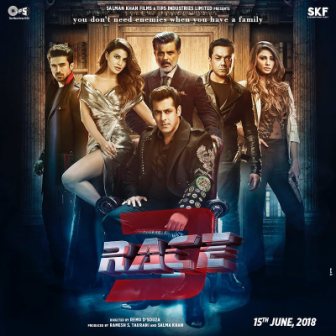 Tips
SALMAN KHAN FILMS & TIPS INDUSTRIES LIMITED PRESENTS
SKF
you don't need enemies when you have a family
RACE
3
DIRECTED BY REMO D'SOUZA
PRODUCED BY RAMESH S. TAURANI AND SALMA KHAN
15TH JUNE, 2018